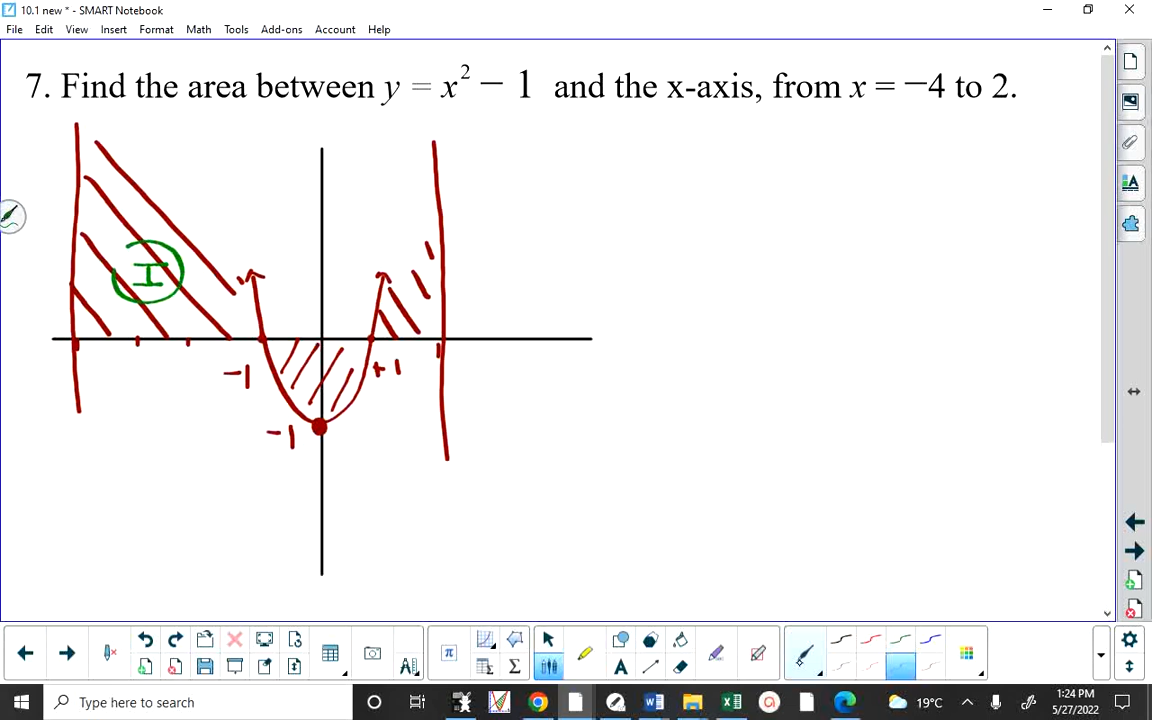 10.1 new * - SMART Notebook
File Edit View Insert Format Math Tools Add-ons Account Help
7. Find the area between y = x² − 1 and the x-axis, from x = −4 to 2.
I
-1 +1
-1
Type here to search
19°C
1:24 PM
5/27/2022